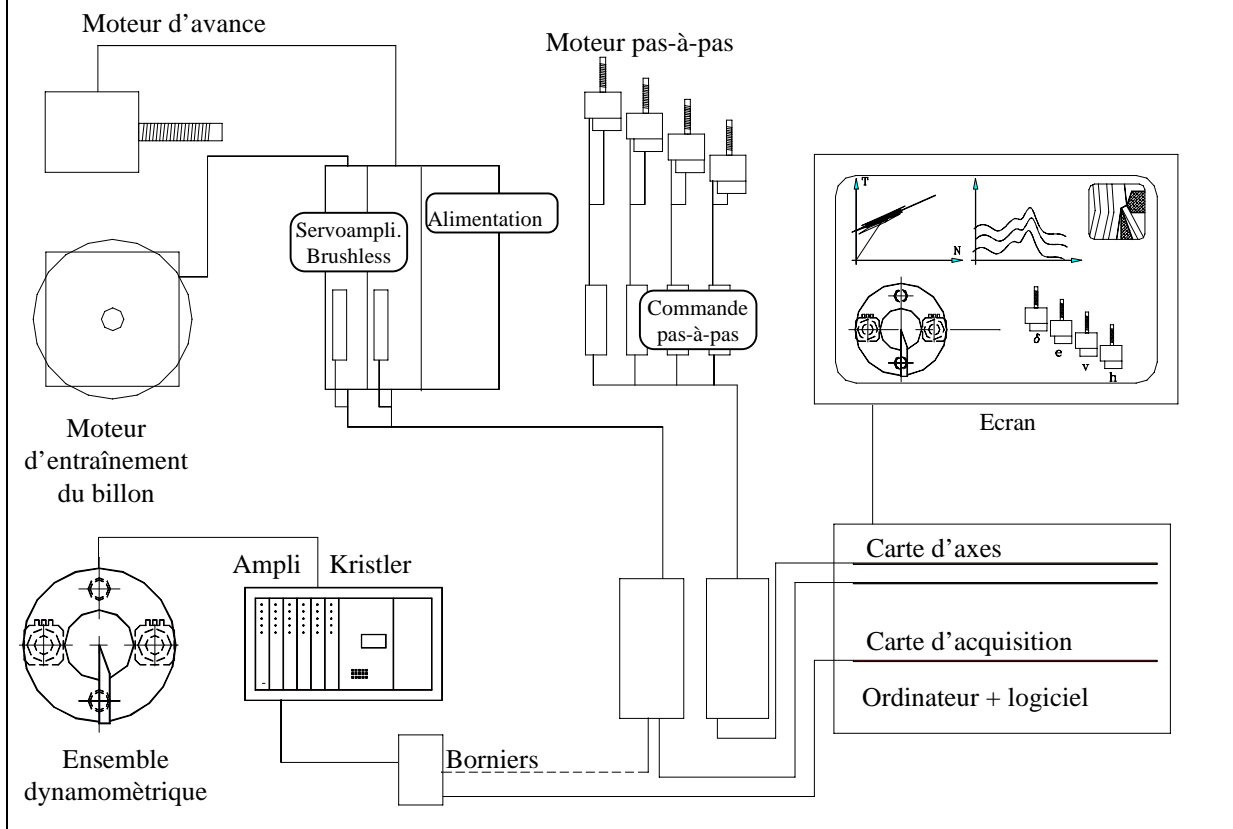 Moteur d'avance
Moteur pas-à-pas
Servoampli.
Brushless
Alimentation
Commande
pas-à-pas
T
N
δ
e
v
h
Ecran
Moteur
d'entraînement
du billon
Ampli Kristler
Carte d'axes
Carte d'acquisition
Ordinateur + logiciel
Borniers
Ensemble
dynamomètrique